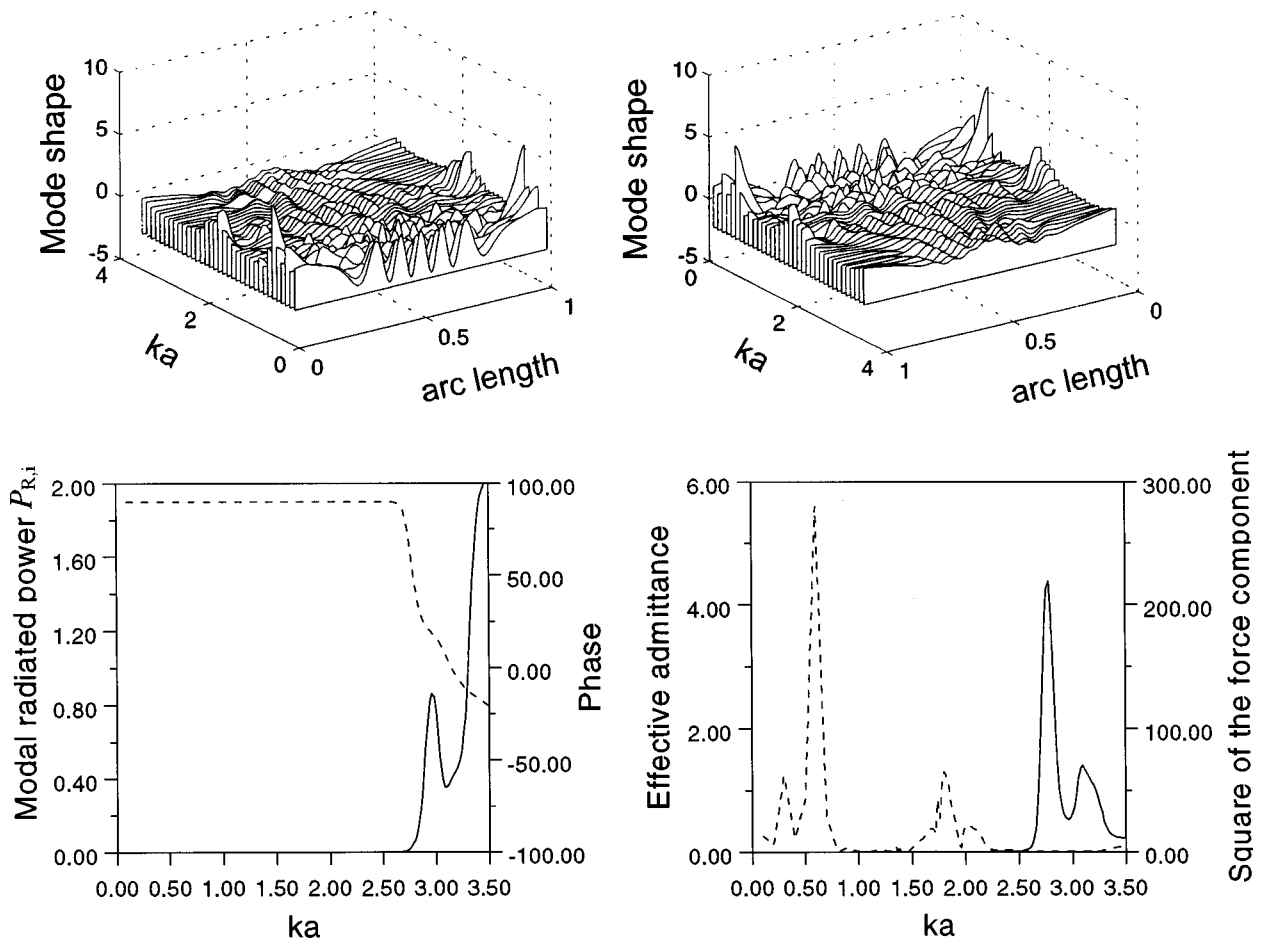 Mode shape
10
5
0
-5
4
2
0
ka
0
0.5
1
arc length
Mode shape
10
5
0
-5
0
2
4
ka
1
0.5
0
arc length
Modal radiated power P_R,i
2.00
1.60
1.20
0.80
0.40
0.00
0.00 0.50 1.00 1.50 2.00 2.50 3.00 3.50
ka
100.00
50.00
0.00
-50.00
-100.00
Phase
Effective admittance
6.00
4.00
2.00
0.00
0.00 0.50 1.00 1.50 2.00 2.50 3.00 3.50
ka
300.00
200.00
100.00
0.00
Square of the force component